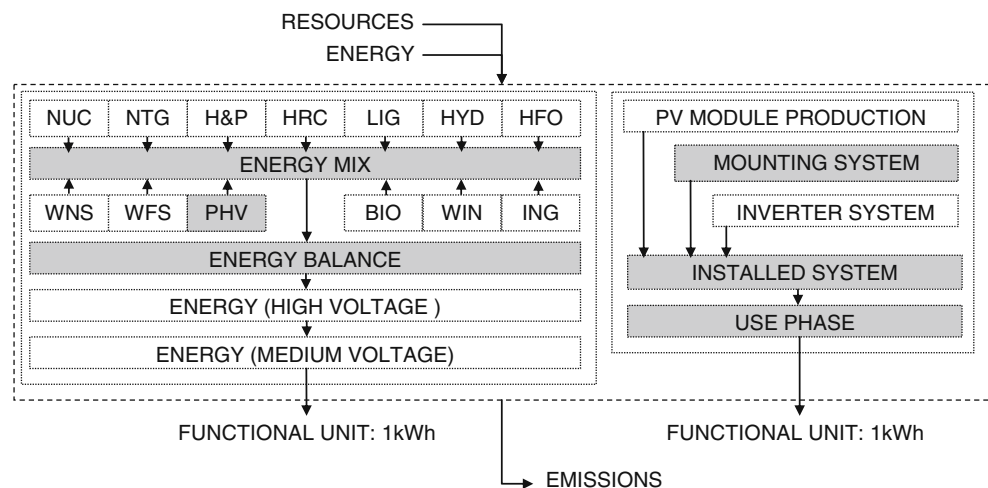 RESOURCES
ENERGY
NUC NTG H&P HRC LIG HYD HFO
ENERGY MIX
WNS WFS PHV BIO WIN ING
ENERGY BALANCE
ENERGY (HIGH VOLTAGE )
ENERGY (MEDIUM VOLTAGE)
FUNCTIONAL UNIT: 1kWh
PV MODULE PRODUCTION
MOUNTING SYSTEM
INVERTER SYSTEM
INSTALLED SYSTEM
USE PHASE
FUNCTIONAL UNIT: 1kWh
EMISSIONS